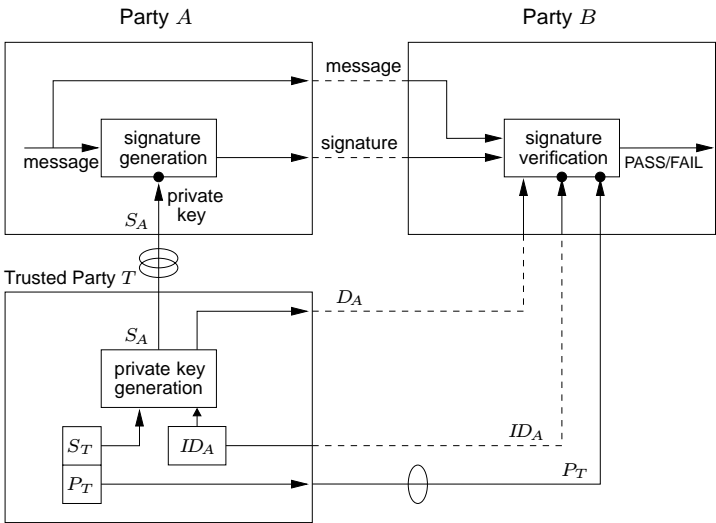 Party A
Party B
message
signature
generation
message
signature
signature
verification
PASS/FAIL
private
key
S_A
Trusted Party T
S_A
D_A
private key
generation
S_T
ID_A
ID_A
P_T
P_T